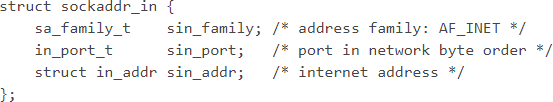 struct sockaddr_in {
    sa_family_t    sin_family; /* address family: AF_INET */
    in_port_t      sin_port;   /* port in network byte order */
    struct in_addr sin_addr;   /* internet address */
};